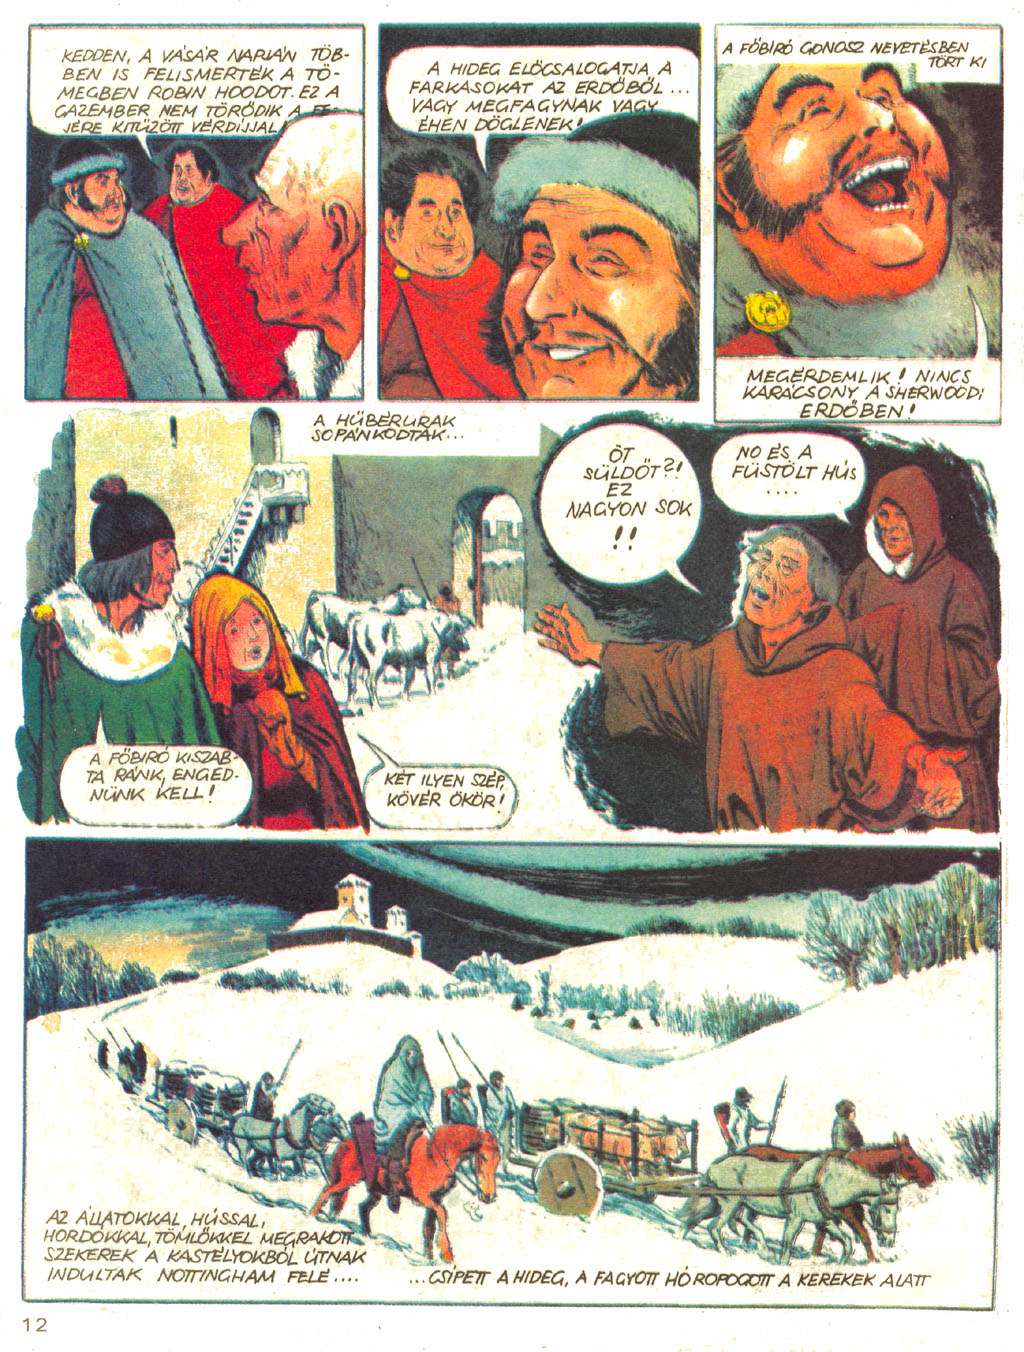 KEDDEN, A VÁSÁR NAPJÁN TÖB-
BEN IS FELISMERTÉK A TÖ-
MEGBEN ROBIN HOODOT. EZ A
GAZEMBER NEM TÖRŐDIK A FE-
JÉRE KITŰZÖTT VÉRDÍJJAL
A HIDEG ELŐCSALOGATJA A
FARKASOKAT AZ ERDŐBŐL...
VAGY MEGFAGYNAK VAGY
ÉHEN DÖGLENEK!
A FŐBÍRÓ GONOSZ NEVETÉSBEN
TÖRT KI
MEGÉRDEMLIK! NINCS
KARÁCSONY A SHERWOODI
ERDŐBEN!
A HŰBÉRURAK
SOPÁNKODTAK...
ÖT
SÜLDŐT?!
EZ
NAGYON SOK
!!
NO ÉS A
FÜSTÖLT HÚS
....
A FŐBÍRÓ KISZAB-
TA RÁNK, ENGED-
NÜNK KELL!
KÉT ILYEN SZÉP,
KÖVÉR ÖKÖR!
AZ ÁLLATOKKAL, HÚSSAL,
HORDÓKKAL, TÖMLŐKKEL MEGRAKOTT
SZEKEREK A KASTÉLYOKBÓL ÚTNAK
INDULTAK NOTTINGHAM FELÉ....
...CSÍPETT A HIDEG, A FAGYOTT HÓ ROPOGOTT A KEREKEK ALATT
12